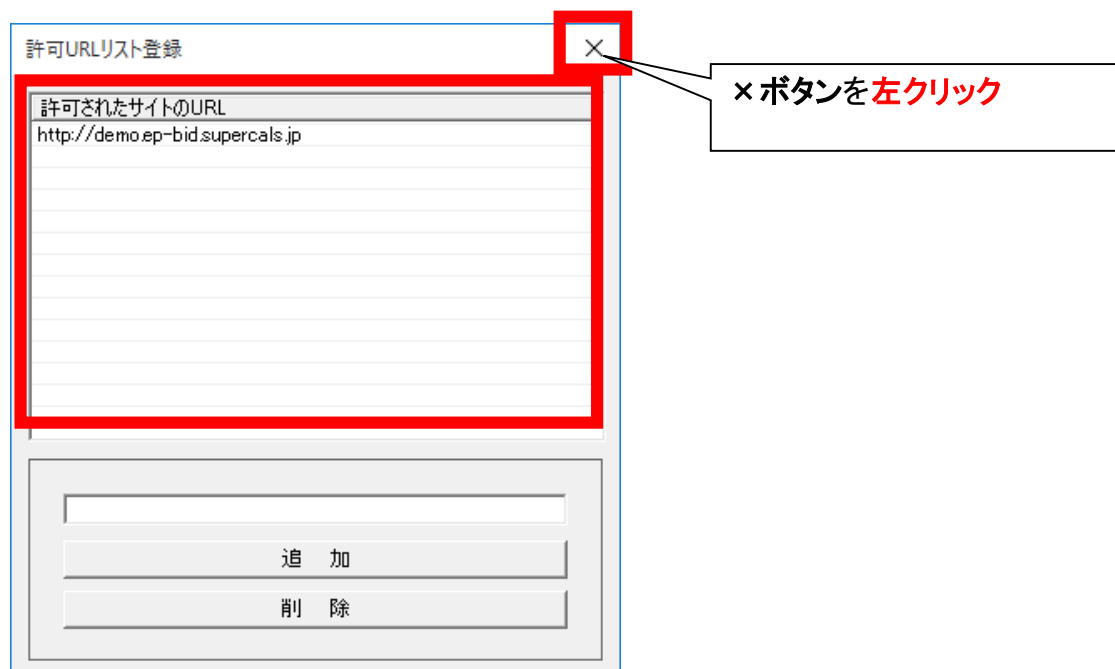 許可URLリスト登録
×ボタンを左クリック
許可されたサイトのURL
http://demo.ep-bid.supercals.jp
追 加
削 除